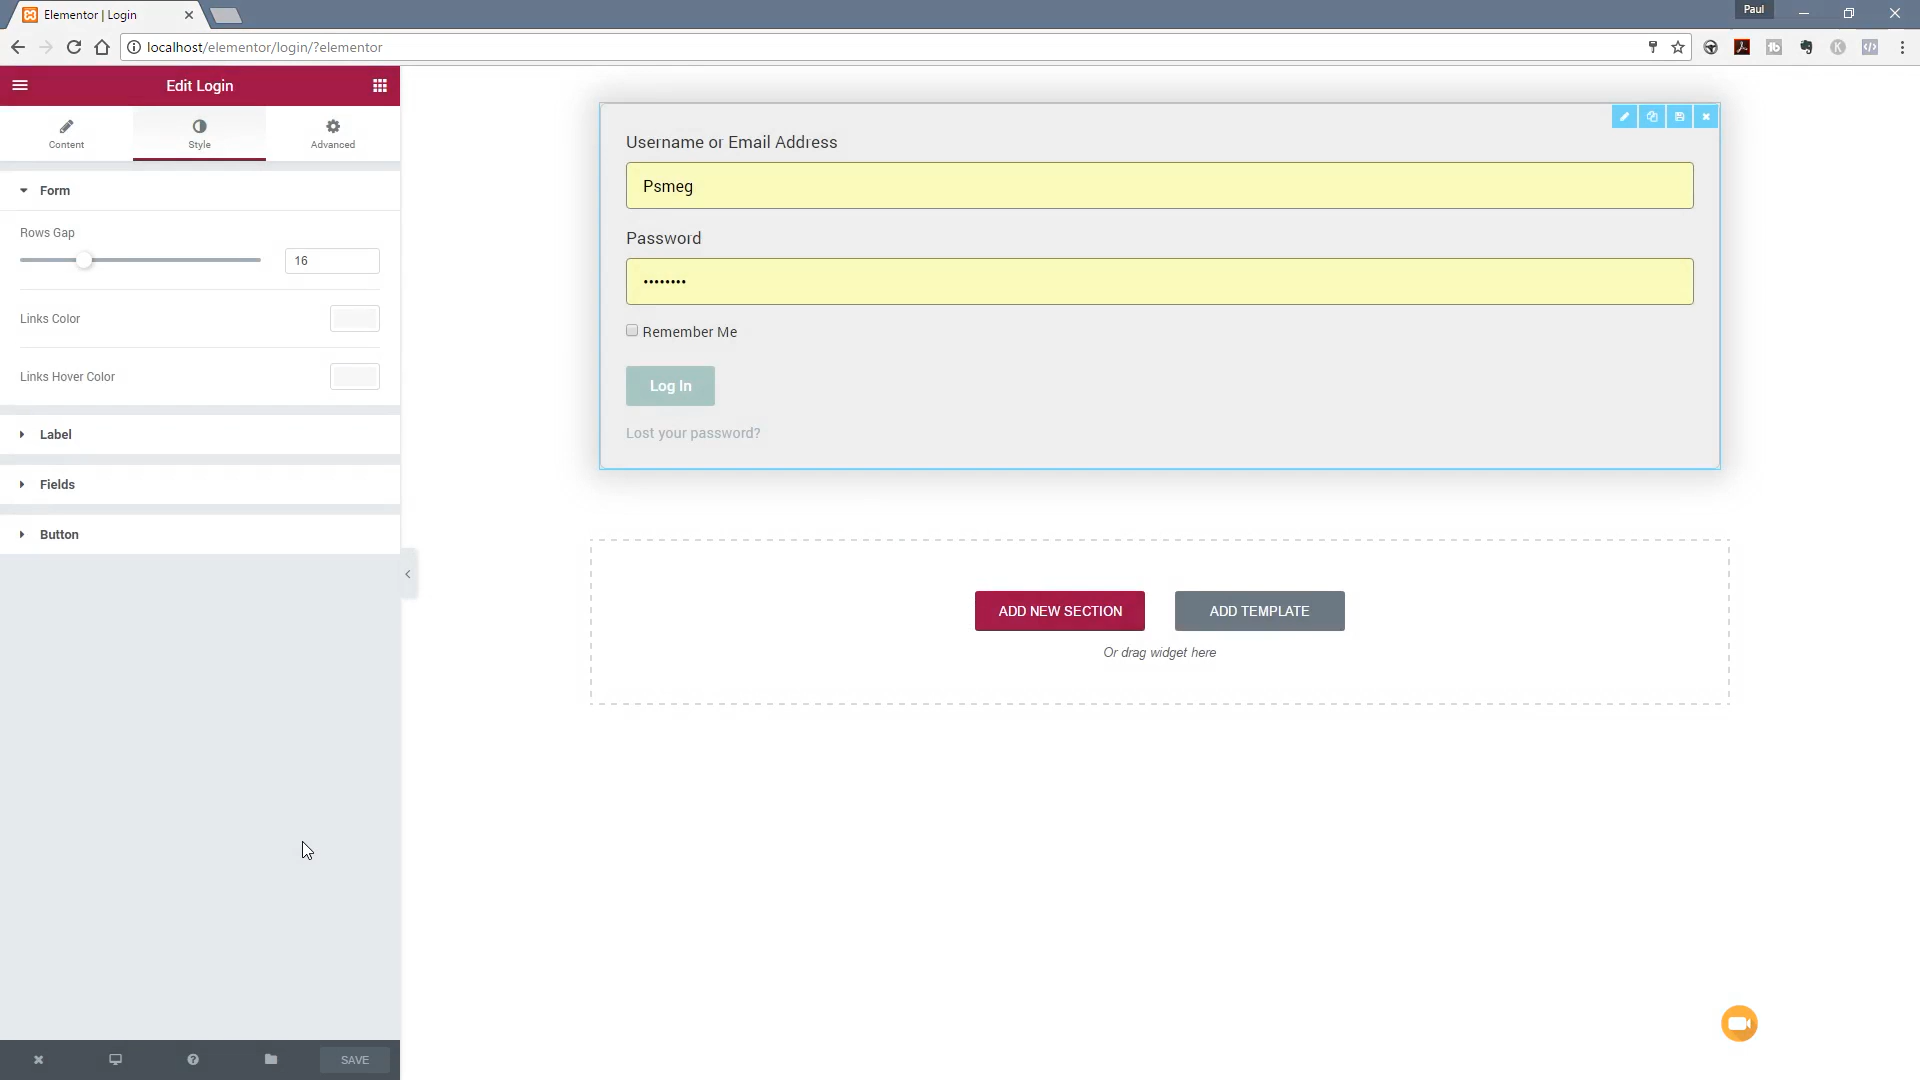 Elementor | Login
Paul
localhost/elementor/login/?elementor
Edit Login
Content
Style
Advanced
Form
Rows Gap
16
Links Color
Links Hover Color
Label
Fields
Button
SAVE
Username or Email Address
Psmeg
Password
••••••••
Remember Me
Log In
Lost your password?
ADD NEW SECTION
ADD TEMPLATE
Or drag widget here